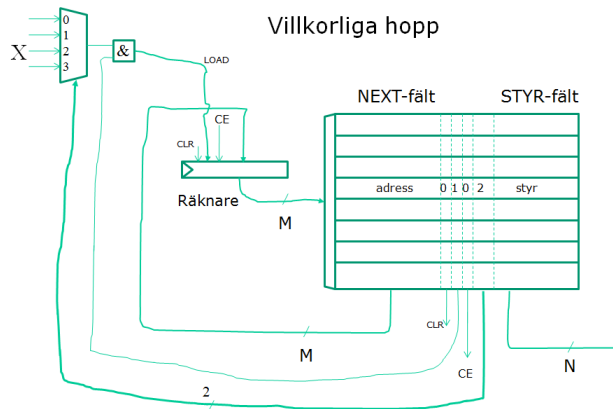 Villkorliga hopp
0
1
X 2
3
&
LOAD
NEXT-fält STYR-fält
CE
CLR
adress 0 1 0 2 styr
Räknare
M
CLR
M
CE
N
2